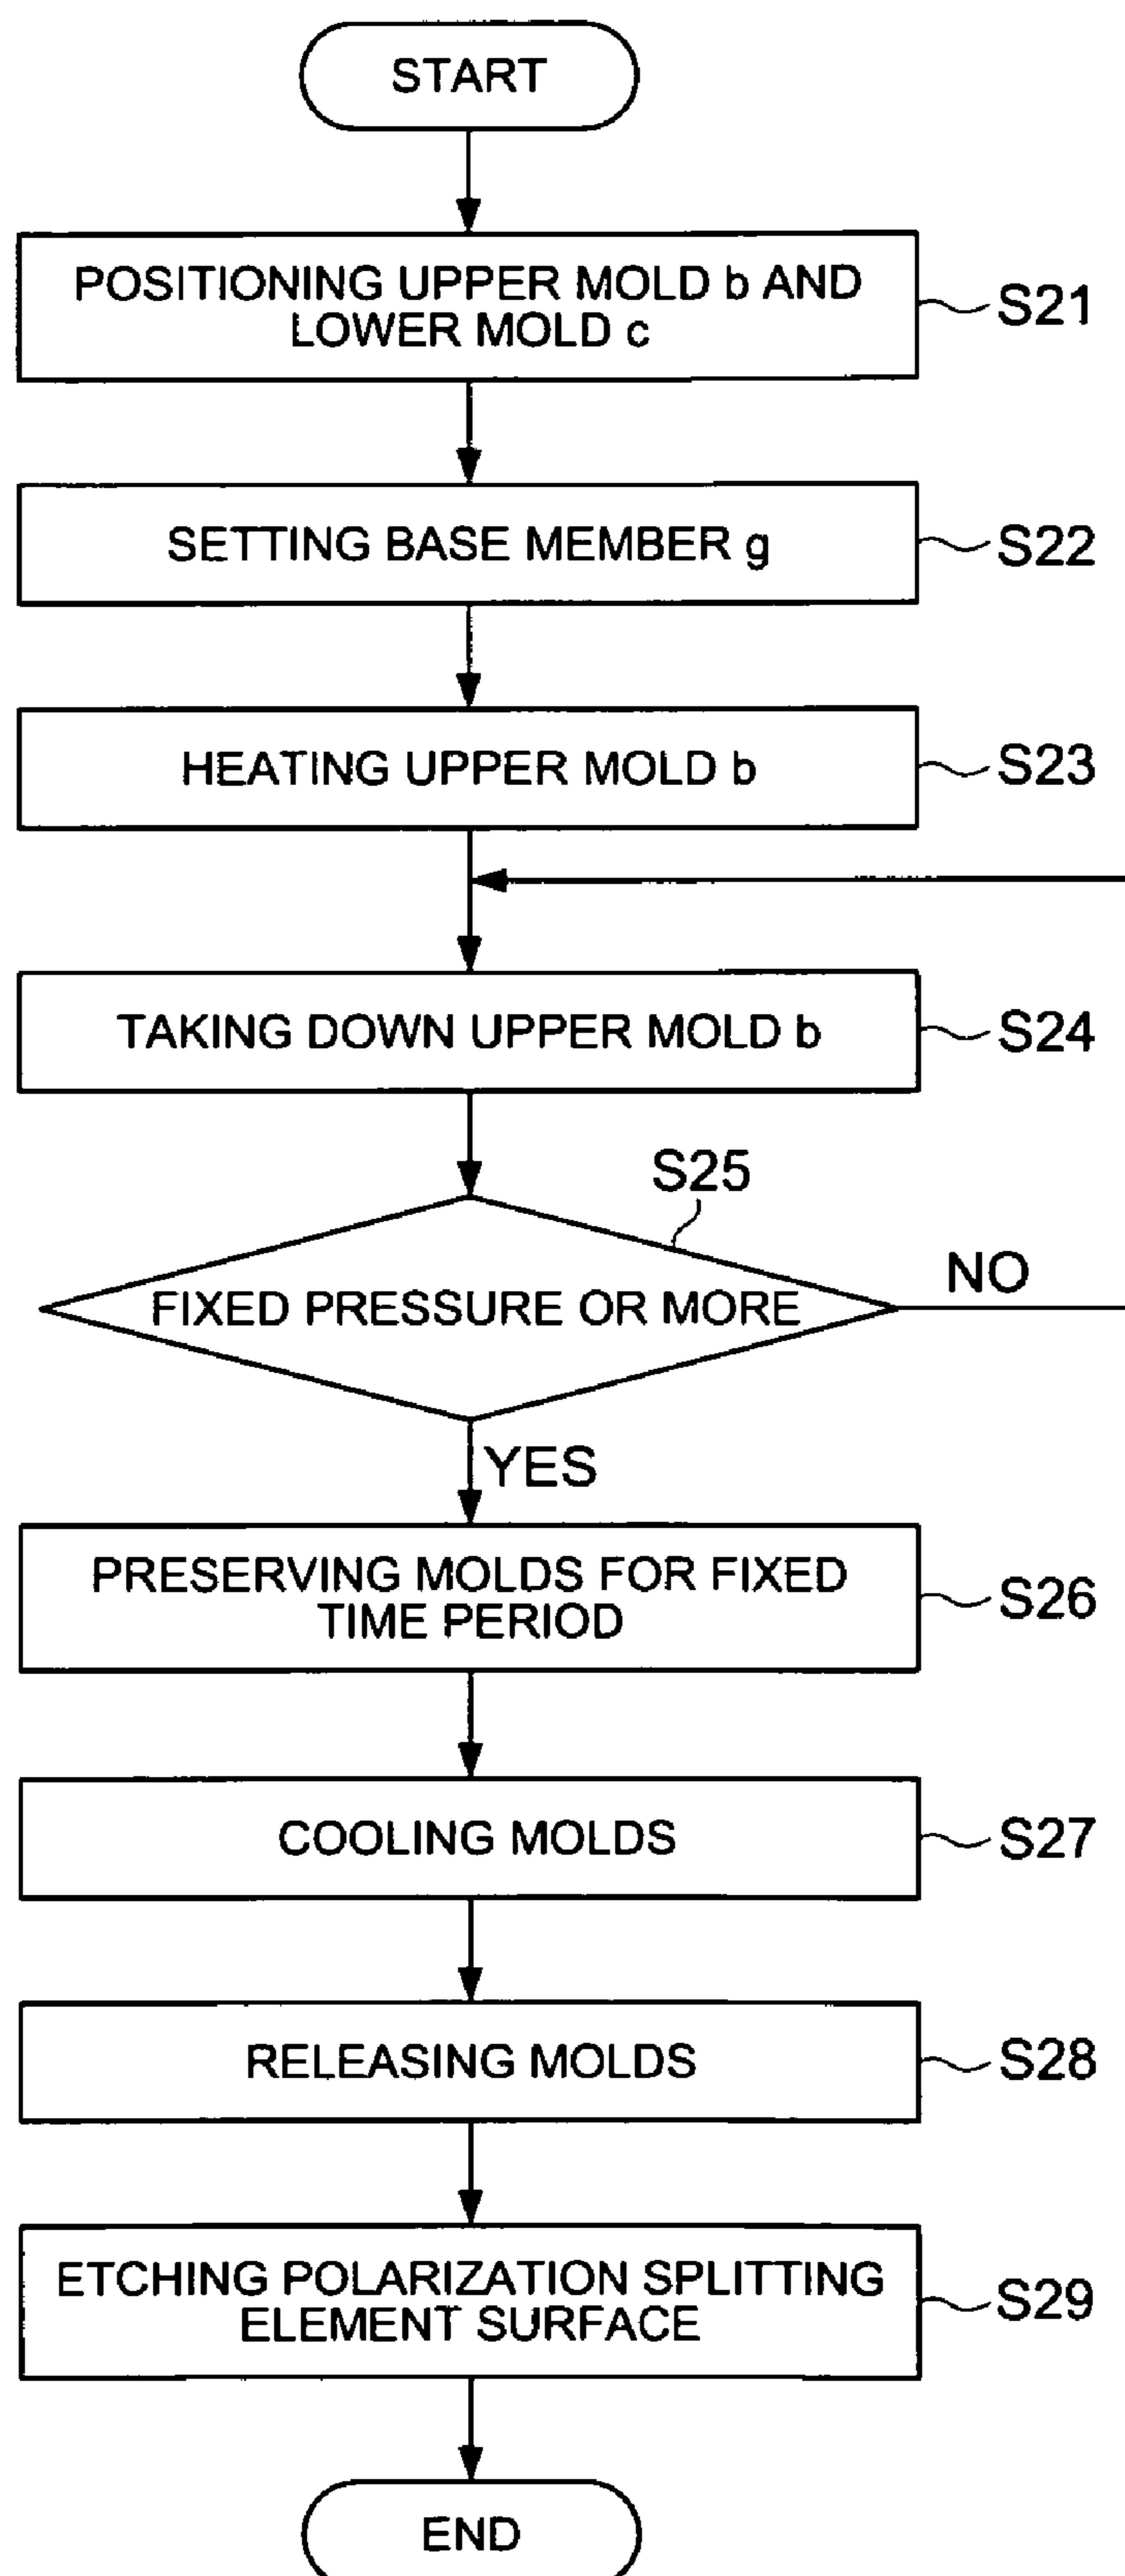 START
POSITIONING UPPER MOLD b AND
LOWER MOLD c
S21
SETTING BASE MEMBER g
S22
HEATING UPPER MOLD b
S23
TAKING DOWN UPPER MOLD b
S24
S25
FIXED PRESSURE OR MORE
NO
YES
PRESERVING MOLDS FOR FIXED
TIME PERIOD
S26
COOLING MOLDS
S27
RELEASING MOLDS
S28
ETCHING POLARIZATION SPLITTING
ELEMENT SURFACE
S29
END